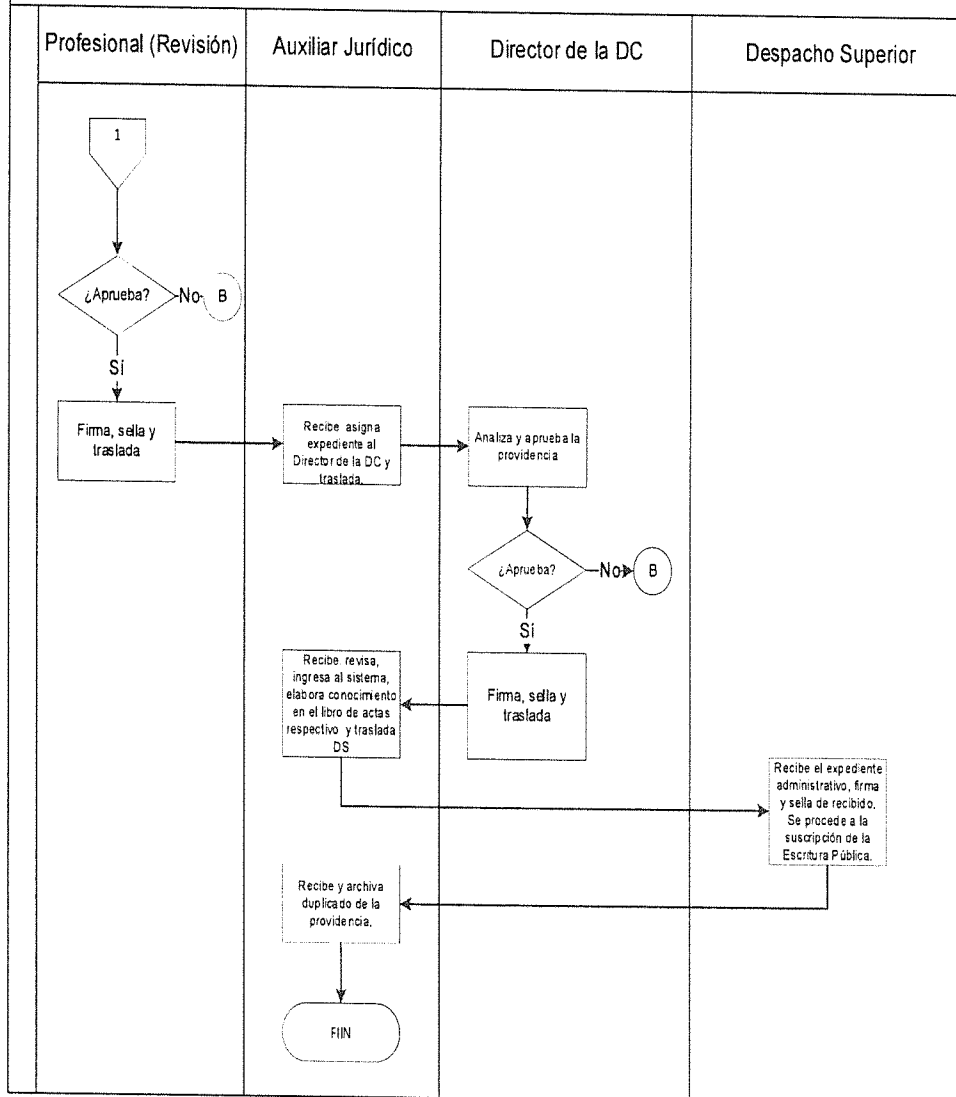 Profesional (Revisión)
Auxiliar Jurídico
Director de la DC
Despacho Superior
1
¿Aprueba?
No
B
Sí
Firma, sella y
traslada
Recibe asigna
expediente al
Director de la DC y
traslada.
Analiza y aprueba la
providencia
¿Aprueba?
No
B
Sí
Firma, sella y
traslada
Recibe revisa,
ingresa al sistema,
elabora conocimiento
en el libro de actas
respectivo y traslada
DS
Recibe el expediente
administrativo, firma
y sella de recibido.
Se procede a la
suscripción de la
Escritura Pública.
Recibe y archiva
duplicado de la
providencia.
FIIN